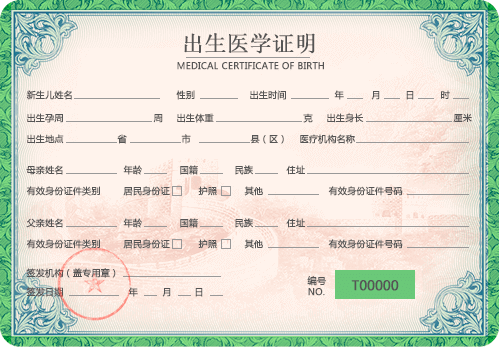 出生医学证明
MEDICAL CERTIFICATE OF BIRTH
新生儿姓名 性别 出生时间 年 月 日 时
出生孕周 周 出生体重 克 出生身长 厘米
出生地点 省 市 县（区） 医疗机构名称
母亲姓名 年龄 国籍 民族 住址
有效身份证件类别 居民身份证 护照 其他 有效身份证件号码
父亲姓名 年龄 国籍 民族 住址
有效身份证件类别 居民身份证 护照 其他 有效身份证件号码
签发机构（盖专用章）
签发日期 年 月 日
编号
NO.
T00000